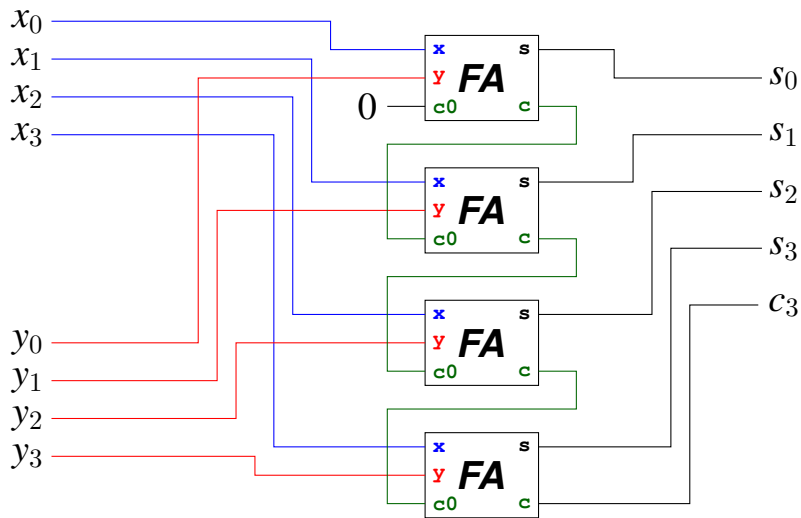 x₀
x₁
x₂
x₃
y₀
y₁
y₂
y₃
0
x s
y FA
c0 c
x s
y FA
c0 c
x s
y FA
c0 c
x s
y FA
c0 c
s₀
s₁
s₂
s₃
c₃